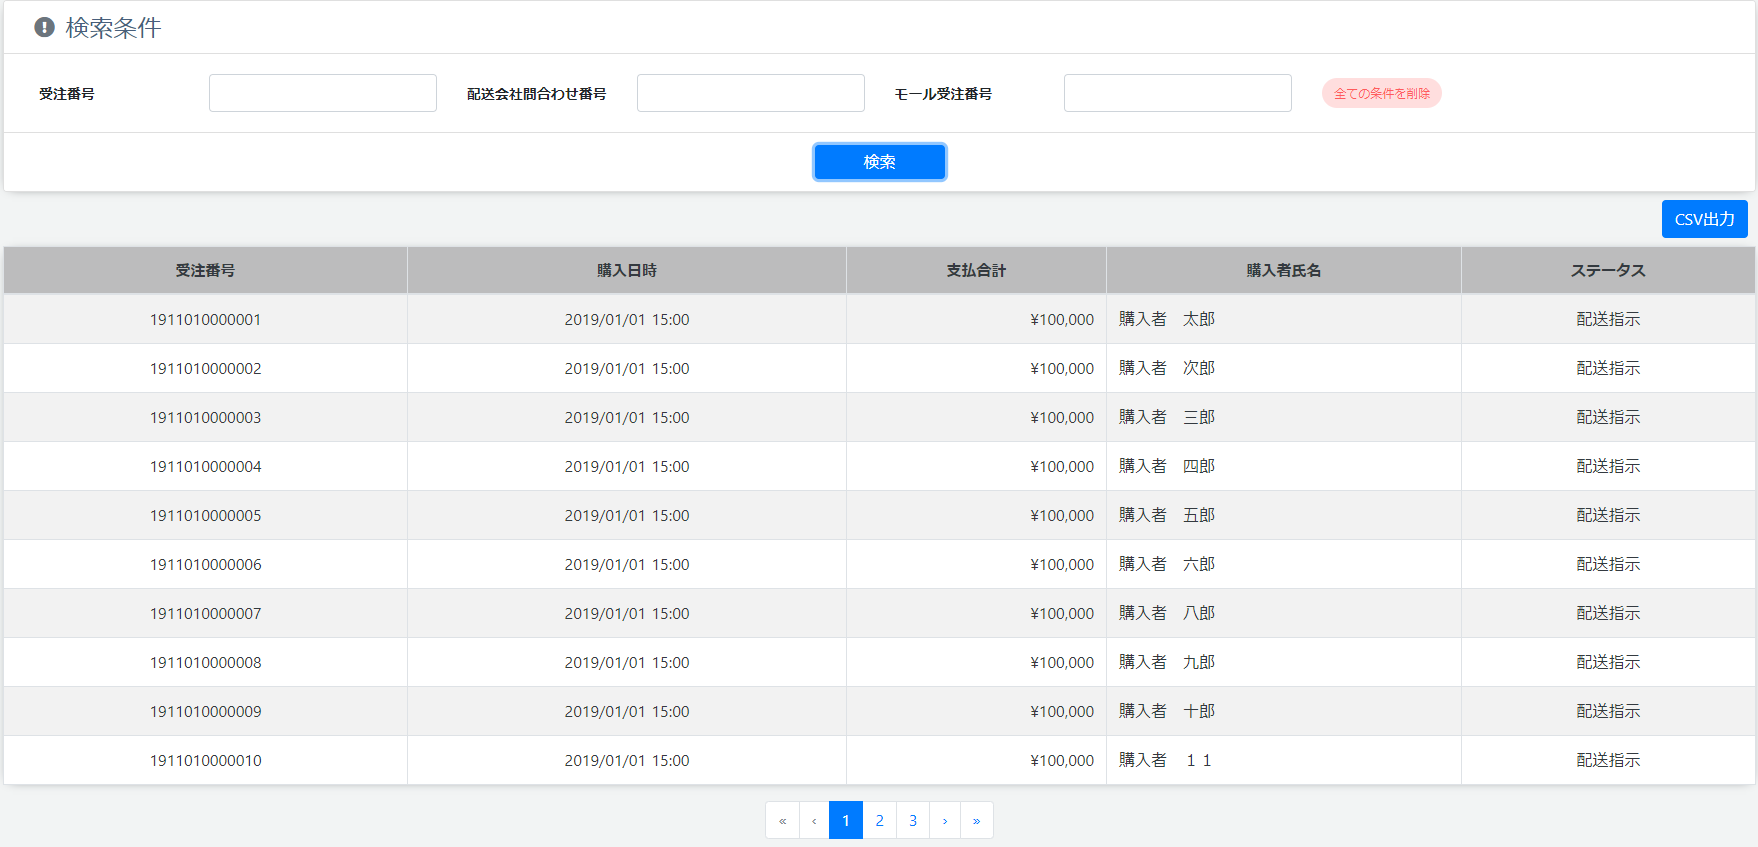 検索条件
受注番号 配送会社問合わせ番号 モール受注番号 全ての条件を削除
検索
CSV出力
受注番号 購入日時 支払合計 購入者氏名 ステータス
1911010000001 2019/01/01 15:00 ¥100,000 購入者　太郎 配送指示
1911010000002 2019/01/01 15:00 ¥100,000 購入者　次郎 配送指示
1911010000003 2019/01/01 15:00 ¥100,000 購入者　三郎 配送指示
1911010000004 2019/01/01 15:00 ¥100,000 購入者　四郎 配送指示
1911010000005 2019/01/01 15:00 ¥100,000 購入者　五郎 配送指示
1911010000006 2019/01/01 15:00 ¥100,000 購入者　六郎 配送指示
1911010000007 2019/01/01 15:00 ¥100,000 購入者　八郎 配送指示
1911010000008 2019/01/01 15:00 ¥100,000 購入者　九郎 配送指示
1911010000009 2019/01/01 15:00 ¥100,000 購入者　十郎 配送指示
1911010000010 2019/01/01 15:00 ¥100,000 購入者　１１ 配送指示
« ‹ 1 2 3 › »